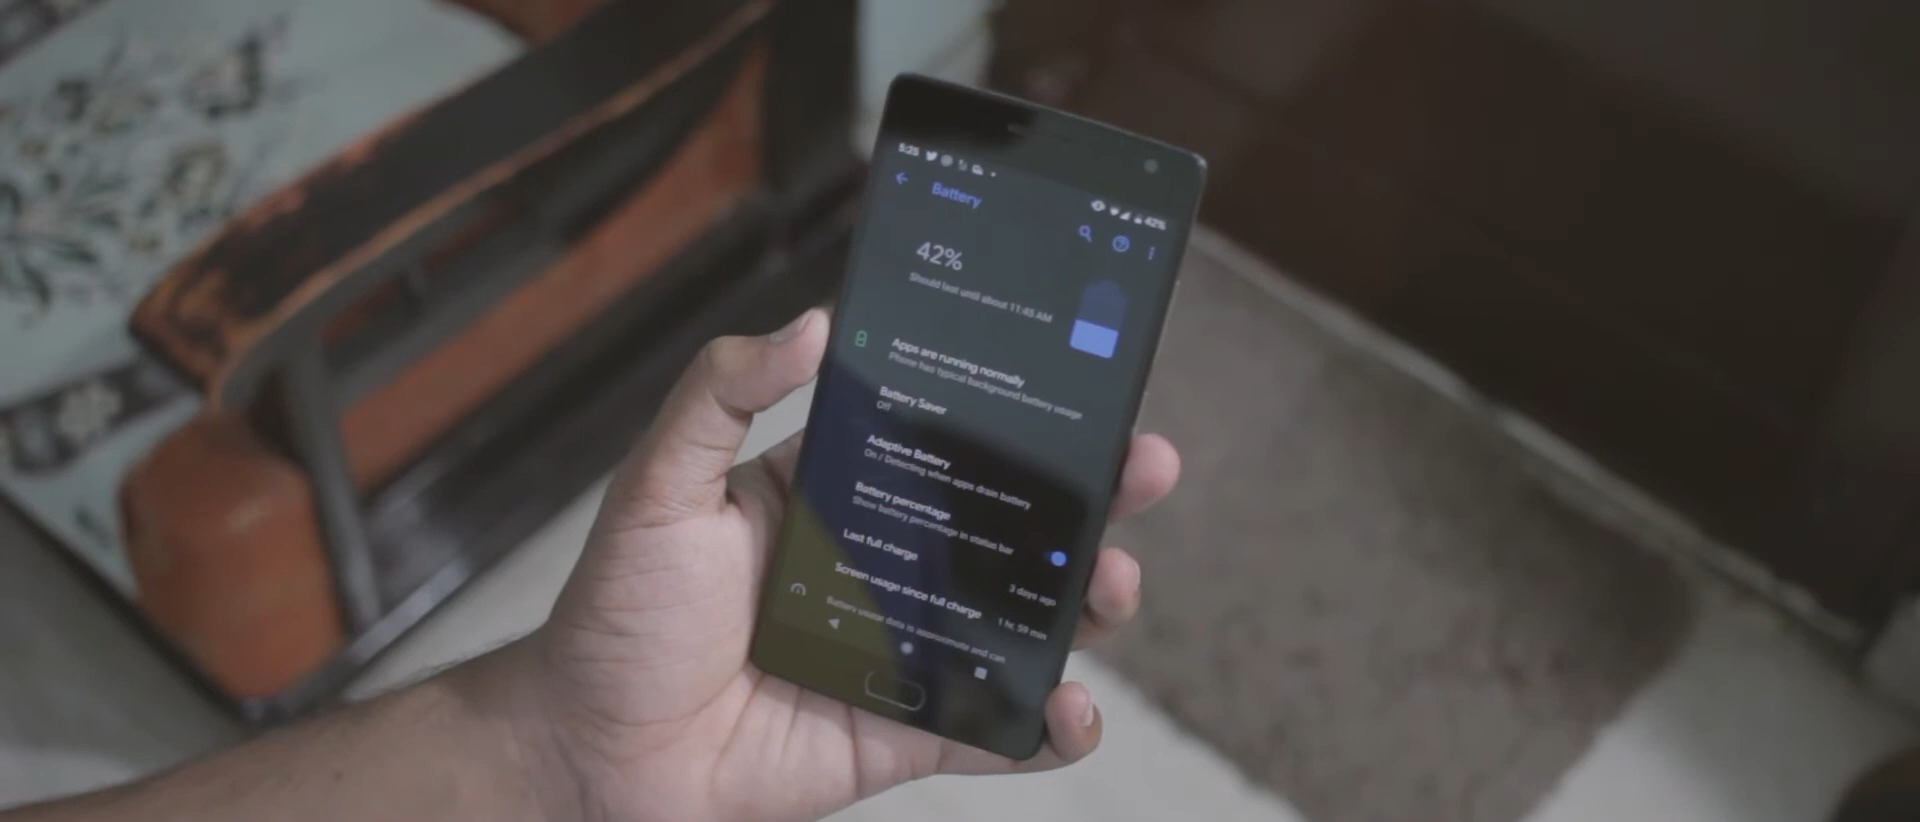 5:25
42%
Battery
42%
Should last until about 11:45 AM
Apps are running normally
Phone has typical background battery usage
Battery Saver
Off
Adaptive Battery
On / Detecting when apps drain battery
Battery percentage
Show battery percentage in status bar
Last full charge
3 days ago
Screen usage since full charge
1 hr, 59 min
Battery usage data is approximate and can